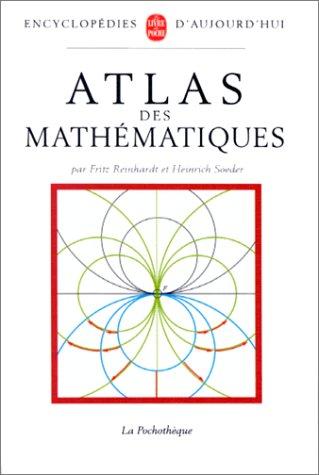 ENCYCLOPÉDIES LE LIVRE DE POCHE D'AUJOURD'HUI
ATLAS
DES
MATHÉMATIQUES
par Fritz Reinhardt et Heinrich Soeder
P
La Pochothèque